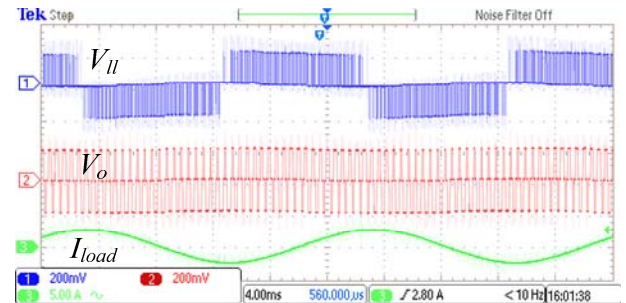 Tek Stop Noise Filter Off
T
T
1
V_ll
V_o
2
3
I_load
1 200mV 2 200mV
3 5.00 A 4.00ms 560.000µs 3 2.80 A <10 Hz 16:01:38